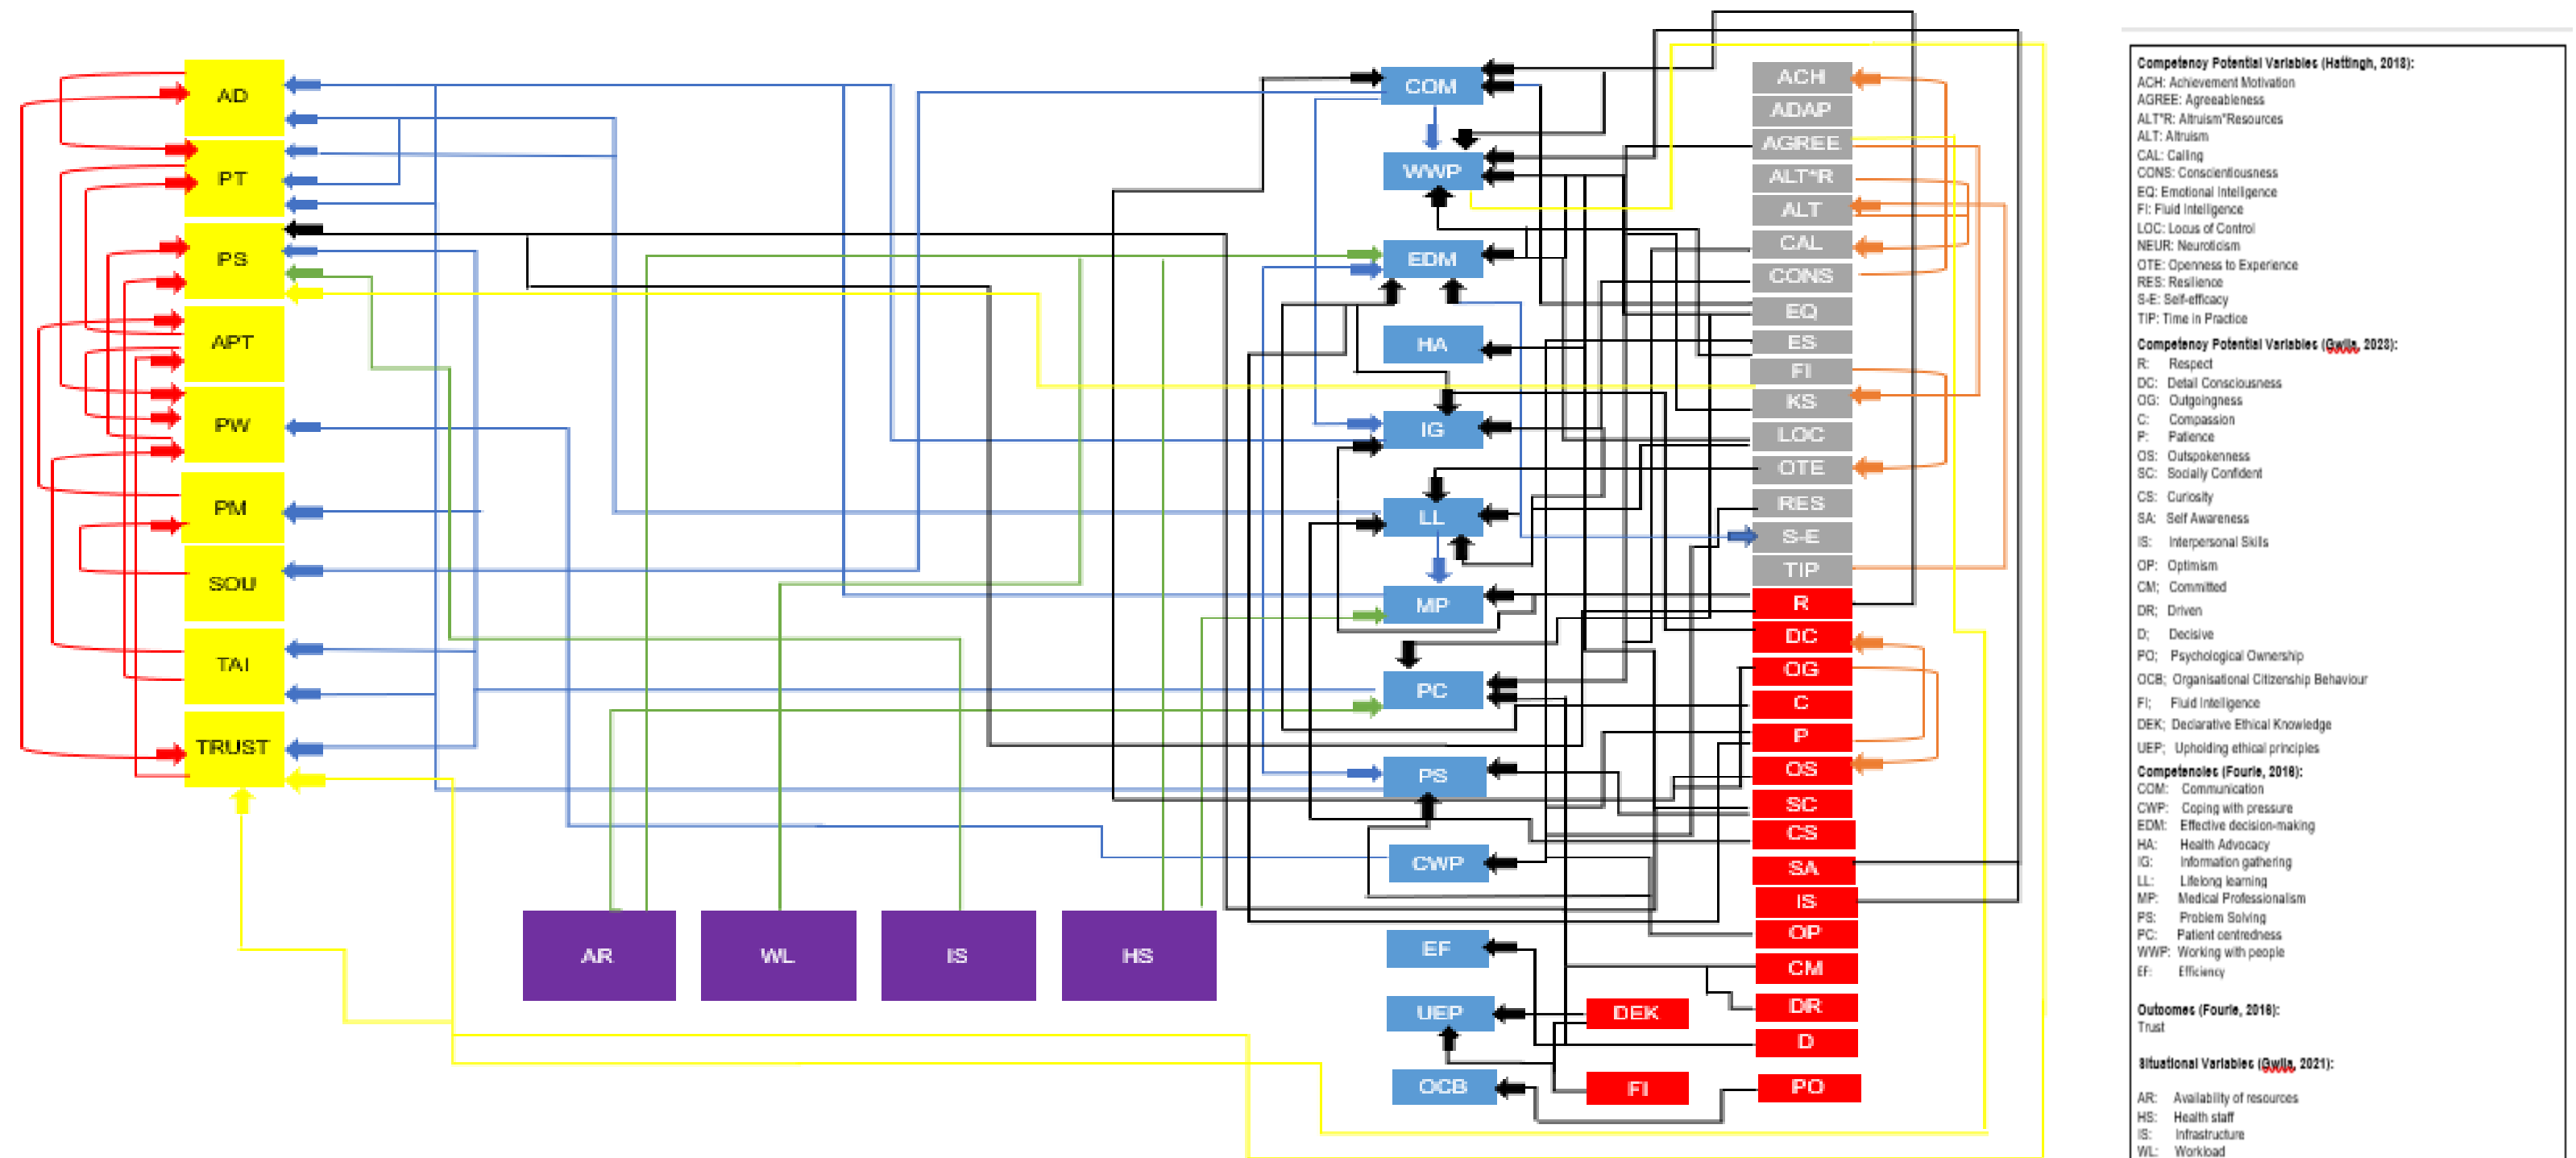 AD
PT
PS
APT
PW
PM
SOU
TAI
TRUST
AR
WL
IS
HS
COM
WWP
EDM
HA
IG
LL
MP
PC
PS
CWP
EF
UEP
OCB
DEK
FI
ACH
ADAP
AGREE
ALT*R
ALT
CAL
CONS
EQ
ES
FI
KS
LOC
OTE
RES
S-E
TIP
R
DC
OG
C
P
OS
SC
CS
SA
IS
OP
CM
DR
D
PO
Competency Potential Variables (Hattingh, 2018):
ACH: Achievement Motivation
AGREE: Agreeableness
ALT*R: Altruism*Resources
ALT: Altruism
CAL: Calling
CONS: Conscientiousness
EQ: Emotional Intelligence
FI: Fluid Intelligence
LOC: Locus of Control
NEUR: Neuroticism
OTE: Openness to Experience
RES: Resilience
S-E: Self-efficacy
TIP: Time in Practice
Competency Potential Variables (Gwija, 2023):
R: Respect
DC: Detail Consciousness
OG: Outgoingness
C: Compassion
P: Patience
OS: Outspokenness
SC: Socially Confident
CS: Curiosity
SA: Self Awareness
IS: Interpersonal Skills
OP: Optimism
CM; Committed
DR; Driven
D; Decisive
PO; Psychological Ownership
OCB; Organisational Citizenship Behaviour
FI; Fluid Intelligence
DEK; Declarative Ethical Knowledge
UEP; Upholding ethical principles
Competencies (Fourie, 2016):
COM: Communication
CWP: Coping with pressure
EDM: Effective decision-making
HA: Health Advocacy
IG: Information gathering
LL: Lifelong learning
MP: Medical Professionalism
PS: Problem Solving
PC: Patient centredness
WWP: Working with people
EF: Efficiency
Outcomes (Fourie, 2016):
Trust
Situational Variables (Gwija, 2021):
AR: Availability of resources
HS: Health staff
IS: Infrastructure
WL: Workload